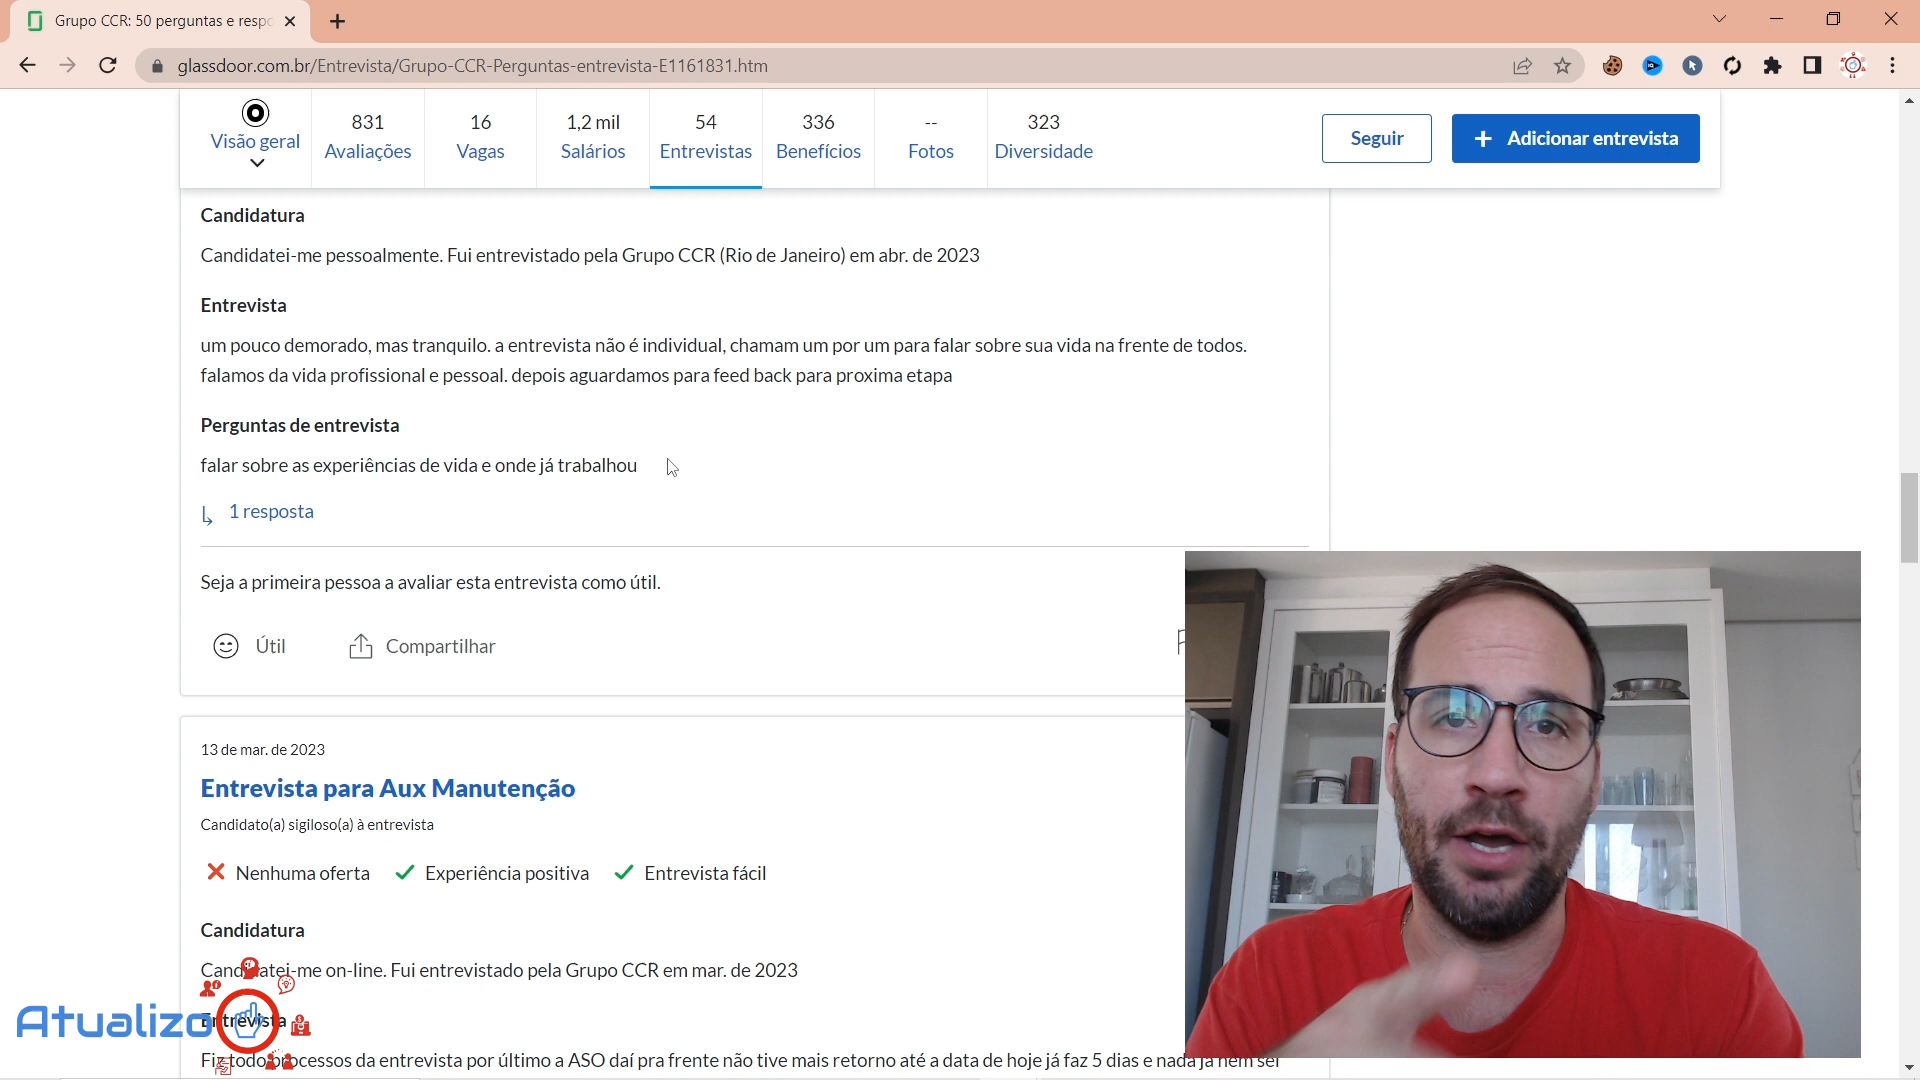 Grupo CCR: 50 perguntas e respo
glassdoor.com.br/Entrevista/Grupo-CCR-Perguntas-entrevista-E1161831.htm
Visão geral
831
Avaliações
16
Vagas
1,2 mil
Salários
54
Entrevistas
336
Benefícios
--
Fotos
323
Diversidade
Seguir
+ Adicionar entrevista
Candidatura
Candidatei-me pessoalmente. Fui entrevistado pela Grupo CCR (Rio de Janeiro) em abr. de 2023
Entrevista
um pouco demorado, mas tranquilo. a entrevista não é individual, chamam um por um para falar sobre sua vida na frente de todos.
falamos da vida profissional e pessoal. depois aguardamos para feed back para proxima etapa
Perguntas de entrevista
falar sobre as experiências de vida e onde já trabalhou
1 resposta
Seja a primeira pessoa a avaliar esta entrevista como útil.
Útil
Compartilhar
13 de mar. de 2023
Entrevista para Aux Manutenção
Candidato(a) sigiloso(a) à entrevista
Nenhuma oferta
Experiência positiva
Entrevista fácil
Candidatura
Candidatei-me on-line. Fui entrevistado pela Grupo CCR em mar. de 2023
Atualizo
Entrevista
Fiz todo processos da entrevista por último a ASO daí pra frente não tive mais retorno até a data de hoje já faz 5 dias e nada já nem sei